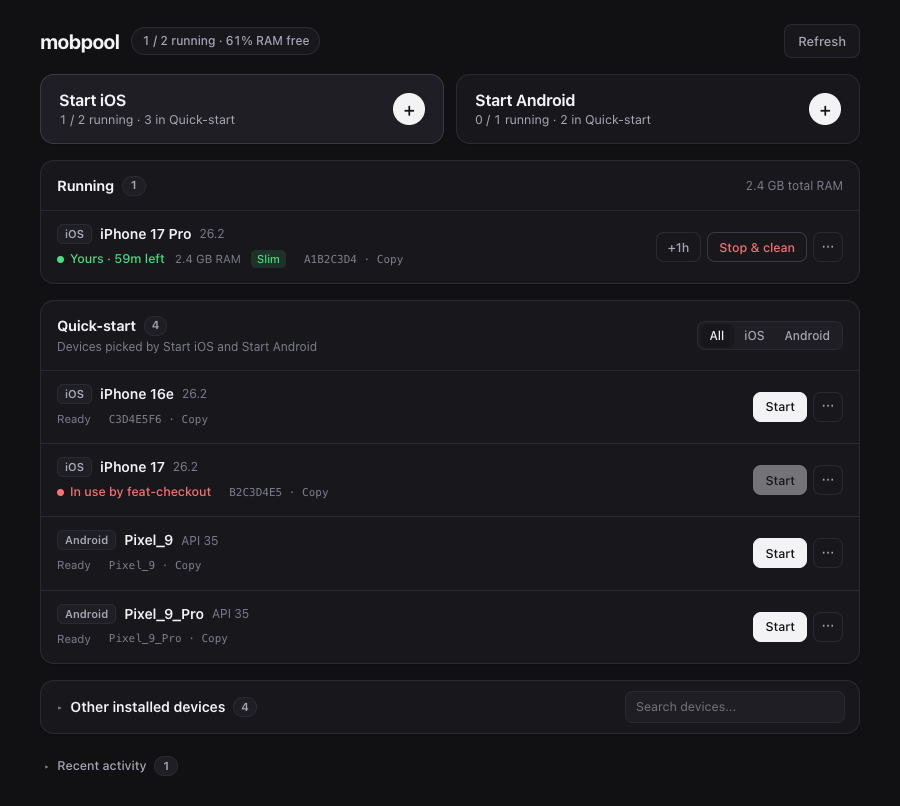 mobpool 1 / 2 running · 61% RAM free Refresh
Start iOS
1 / 2 running · 3 in Quick-start
+
Start Android
0 / 1 running · 2 in Quick-start
+
Running 1 2.4 GB total RAM
iOS iPhone 17 Pro 26.2
Yours · 59m left 2.4 GB RAM Slim A1B2C3D4 · Copy
+1h Stop & clean ...
Quick-start 4
Devices picked by Start iOS and Start Android
All iOS Android
iOS iPhone 16e 26.2
Ready C3D4E5F6 · Copy
Start ...
iOS iPhone 17 26.2
In use by feat-checkout B2C3D4E5 · Copy
Start ...
Android Pixel_9 API 35
Ready Pixel_9 · Copy
Start ...
Android Pixel_9_Pro API 35
Ready Pixel_9_Pro · Copy
Start ...
Other installed devices 4 Search devices...
Recent activity 1